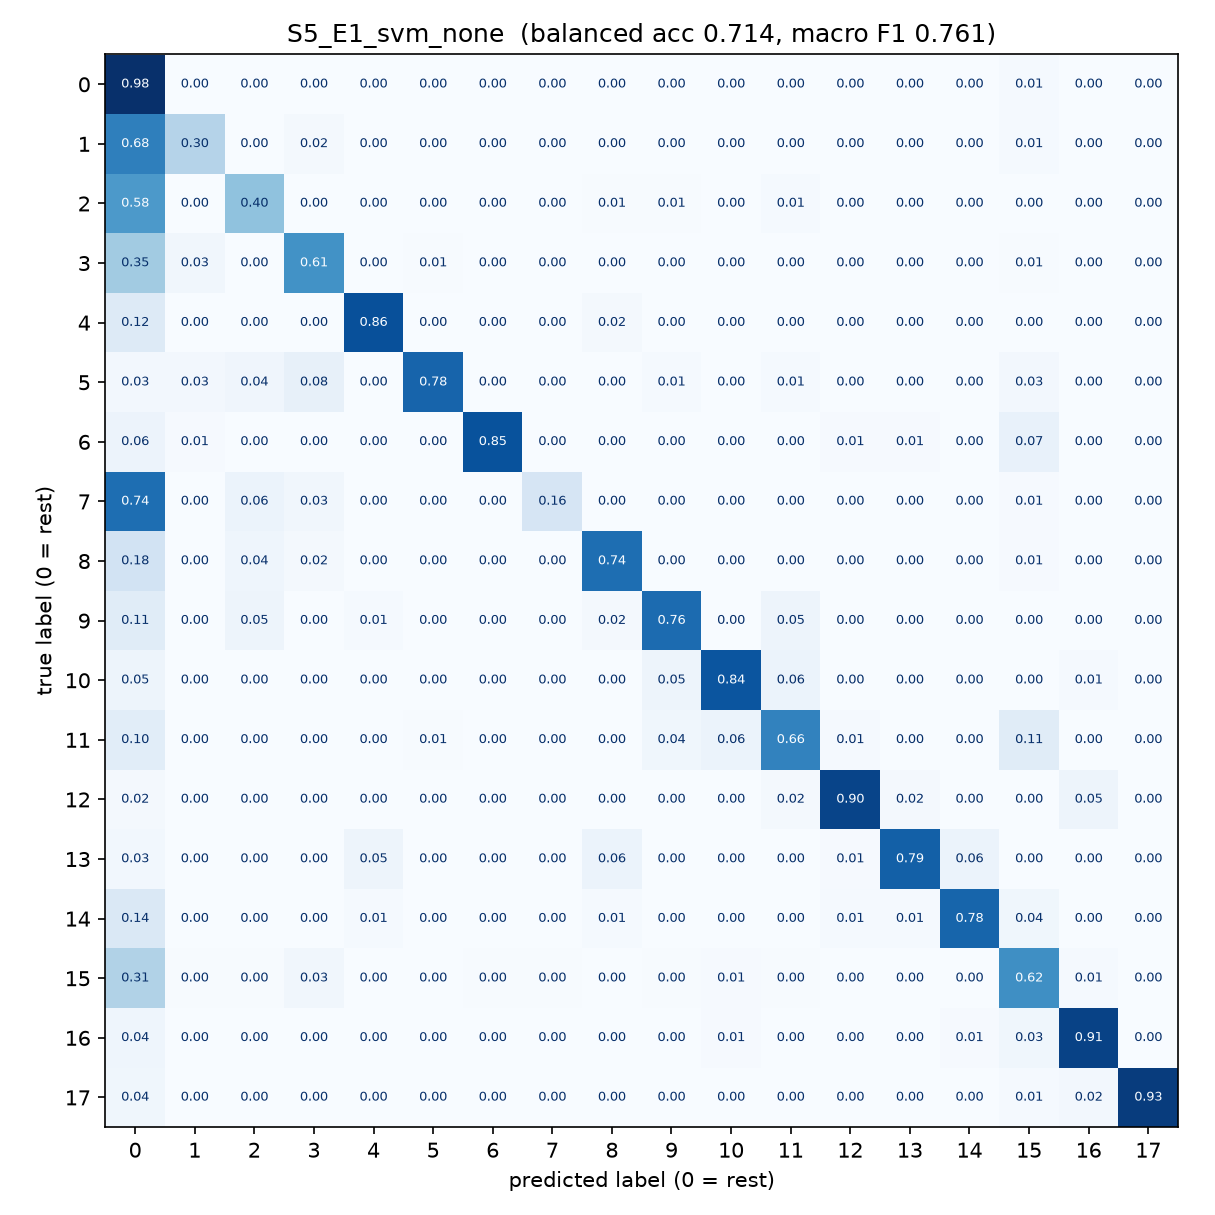 S5_E1_svm_none (balanced acc 0.714, macro F1 0.761)
0 0.98 0.00 0.00 0.00 0.00 0.00 0.00 0.00 0.00 0.00 0.00 0.00 0.00 0.00 0.00 0.01 0.00 0.00
1 0.68 0.30 0.00 0.02 0.00 0.00 0.00 0.00 0.00 0.00 0.00 0.00 0.00 0.00 0.00 0.01 0.00 0.00
2 0.58 0.00 0.40 0.00 0.00 0.00 0.00 0.00 0.01 0.01 0.00 0.01 0.00 0.00 0.00 0.00 0.00 0.00
3 0.35 0.03 0.00 0.61 0.00 0.01 0.00 0.00 0.00 0.00 0.00 0.00 0.00 0.00 0.00 0.01 0.00 0.00
4 0.12 0.00 0.00 0.00 0.86 0.00 0.00 0.00 0.02 0.00 0.00 0.00 0.00 0.00 0.00 0.00 0.00 0.00
5 0.03 0.03 0.04 0.08 0.00 0.78 0.00 0.00 0.00 0.01 0.00 0.01 0.00 0.00 0.00 0.03 0.00 0.00
6 0.06 0.01 0.00 0.00 0.00 0.00 0.85 0.00 0.00 0.00 0.00 0.00 0.01 0.01 0.00 0.07 0.00 0.00
7 0.74 0.00 0.06 0.03 0.00 0.00 0.00 0.16 0.00 0.00 0.00 0.00 0.00 0.00 0.00 0.01 0.00 0.00
8 0.18 0.00 0.04 0.02 0.00 0.00 0.00 0.00 0.74 0.00 0.00 0.00 0.00 0.00 0.00 0.01 0.00 0.00
9 0.11 0.00 0.05 0.00 0.01 0.00 0.00 0.00 0.02 0.76 0.00 0.05 0.00 0.00 0.00 0.00 0.00 0.00
10 0.05 0.00 0.00 0.00 0.00 0.00 0.00 0.00 0.00 0.05 0.84 0.06 0.00 0.00 0.00 0.00 0.01 0.00
11 0.10 0.00 0.00 0.00 0.00 0.01 0.00 0.00 0.00 0.04 0.06 0.66 0.01 0.00 0.00 0.11 0.00 0.00
12 0.02 0.00 0.00 0.00 0.00 0.00 0.00 0.00 0.00 0.00 0.00 0.02 0.90 0.02 0.00 0.00 0.05 0.00
13 0.03 0.00 0.00 0.00 0.05 0.00 0.00 0.00 0.06 0.00 0.00 0.00 0.01 0.79 0.06 0.00 0.00 0.00
14 0.14 0.00 0.00 0.00 0.01 0.00 0.00 0.00 0.01 0.00 0.00 0.00 0.01 0.01 0.78 0.04 0.00 0.00
15 0.31 0.00 0.00 0.03 0.00 0.00 0.00 0.00 0.00 0.00 0.01 0.00 0.00 0.00 0.00 0.62 0.01 0.00
16 0.04 0.00 0.00 0.00 0.00 0.00 0.00 0.00 0.00 0.00 0.01 0.00 0.00 0.00 0.01 0.03 0.91 0.00
17 0.04 0.00 0.00 0.00 0.00 0.00 0.00 0.00 0.00 0.00 0.00 0.00 0.00 0.00 0.00 0.01 0.02 0.93
0 1 2 3 4 5 6 7 8 9 10 11 12 13 14 15 16 17
predicted label (0 = rest)
true label (0 = rest)